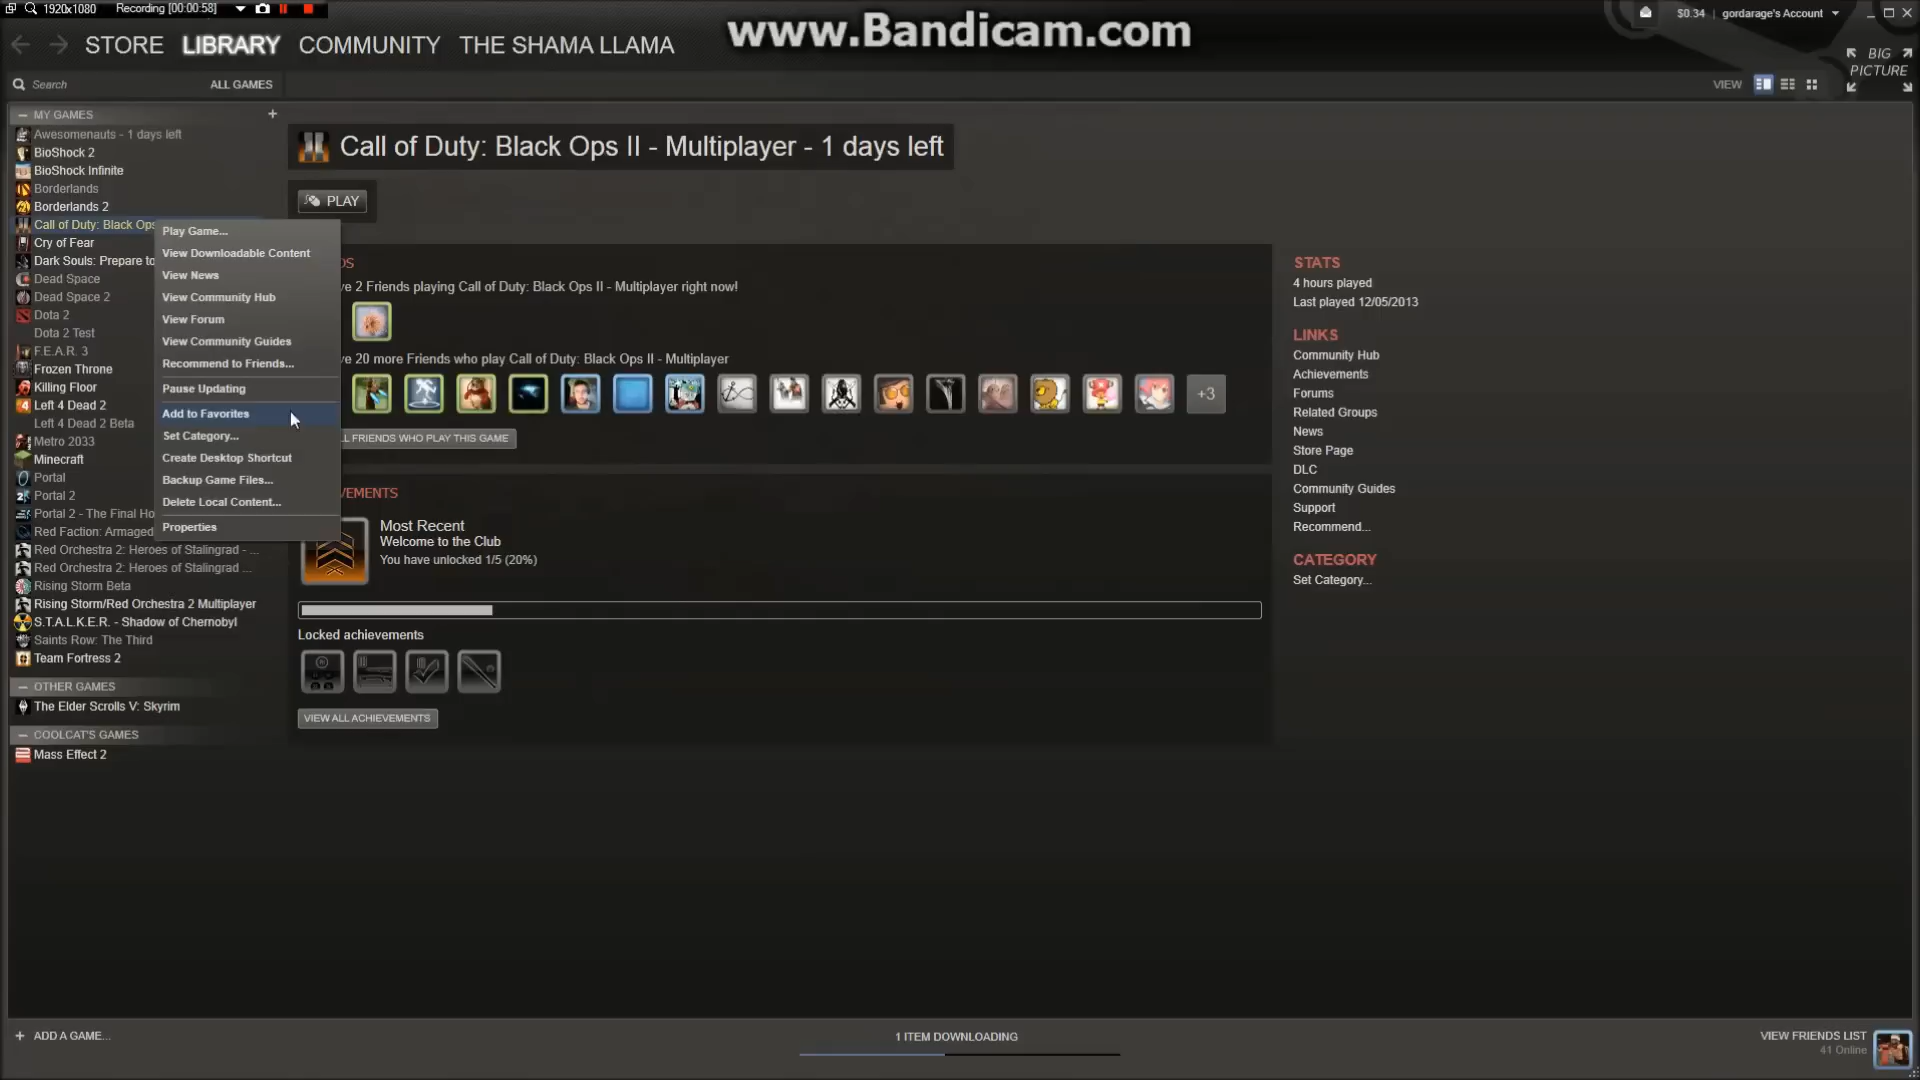 1920x1080 Recording [00:00:58]
www.Bandicam.com
$0.34 gordarage's Account
STORE LIBRARY COMMUNITY THE SHAMA LLAMA
BIG PICTURE
Search ALL GAMES
VIEW
MY GAMES +
Awesomenauts - 1 days left
BioShock 2
BioShock Infinite
Borderlands
Borderlands 2
Call of Duty: Black Ops
Cry of Fear
Dark Souls: Prepare to
Dead Space
Dead Space 2
Dota 2
Dota 2 Test
F.E.A.R. 3
Frozen Throne
Killing Floor
Left 4 Dead 2
Left 4 Dead 2 Beta
Metro 2033
Minecraft
Portal
Portal 2
Portal 2 - The Final Ho
Red Faction: Armaged
Red Orchestra 2: Heroes of Stalingrad - ...
Red Orchestra 2: Heroes of Stalingrad ...
Rising Storm Beta
Rising Storm/Red Orchestra 2 Multiplayer
S.T.A.L.K.E.R. - Shadow of Chernobyl
Saints Row: The Third
Team Fortress 2
OTHER GAMES
The Elder Scrolls V: Skyrim
COOLCAT'S GAMES
Mass Effect 2
Play Game...
View Downloadable Content
View News
View Community Hub
View Forum
View Community Guides
Recommend to Friends...
Pause Updating
Add to Favorites
Set Category...
Create Desktop Shortcut
Backup Game Files...
Delete Local Content...
Properties
Call of Duty: Black Ops II - Multiplayer - 1 days left
PLAY
DS
ve 2 Friends playing Call of Duty: Black Ops II - Multiplayer right now!
ve 20 more Friends who play Call of Duty: Black Ops II - Multiplayer
+3
L FRIENDS WHO PLAY THIS GAME
VEMENTS
Most Recent
Welcome to the Club
You have unlocked 1/5 (20%)
Locked achievements
VIEW ALL ACHIEVEMENTS
STATS
4 hours played
Last played 12/05/2013
LINKS
Community Hub
Achievements
Forums
Related Groups
News
Store Page
DLC
Community Guides
Support
Recommend...
CATEGORY
Set Category...
+ ADD A GAME...
1 ITEM DOWNLOADING
VIEW FRIENDS LIST
41 Online